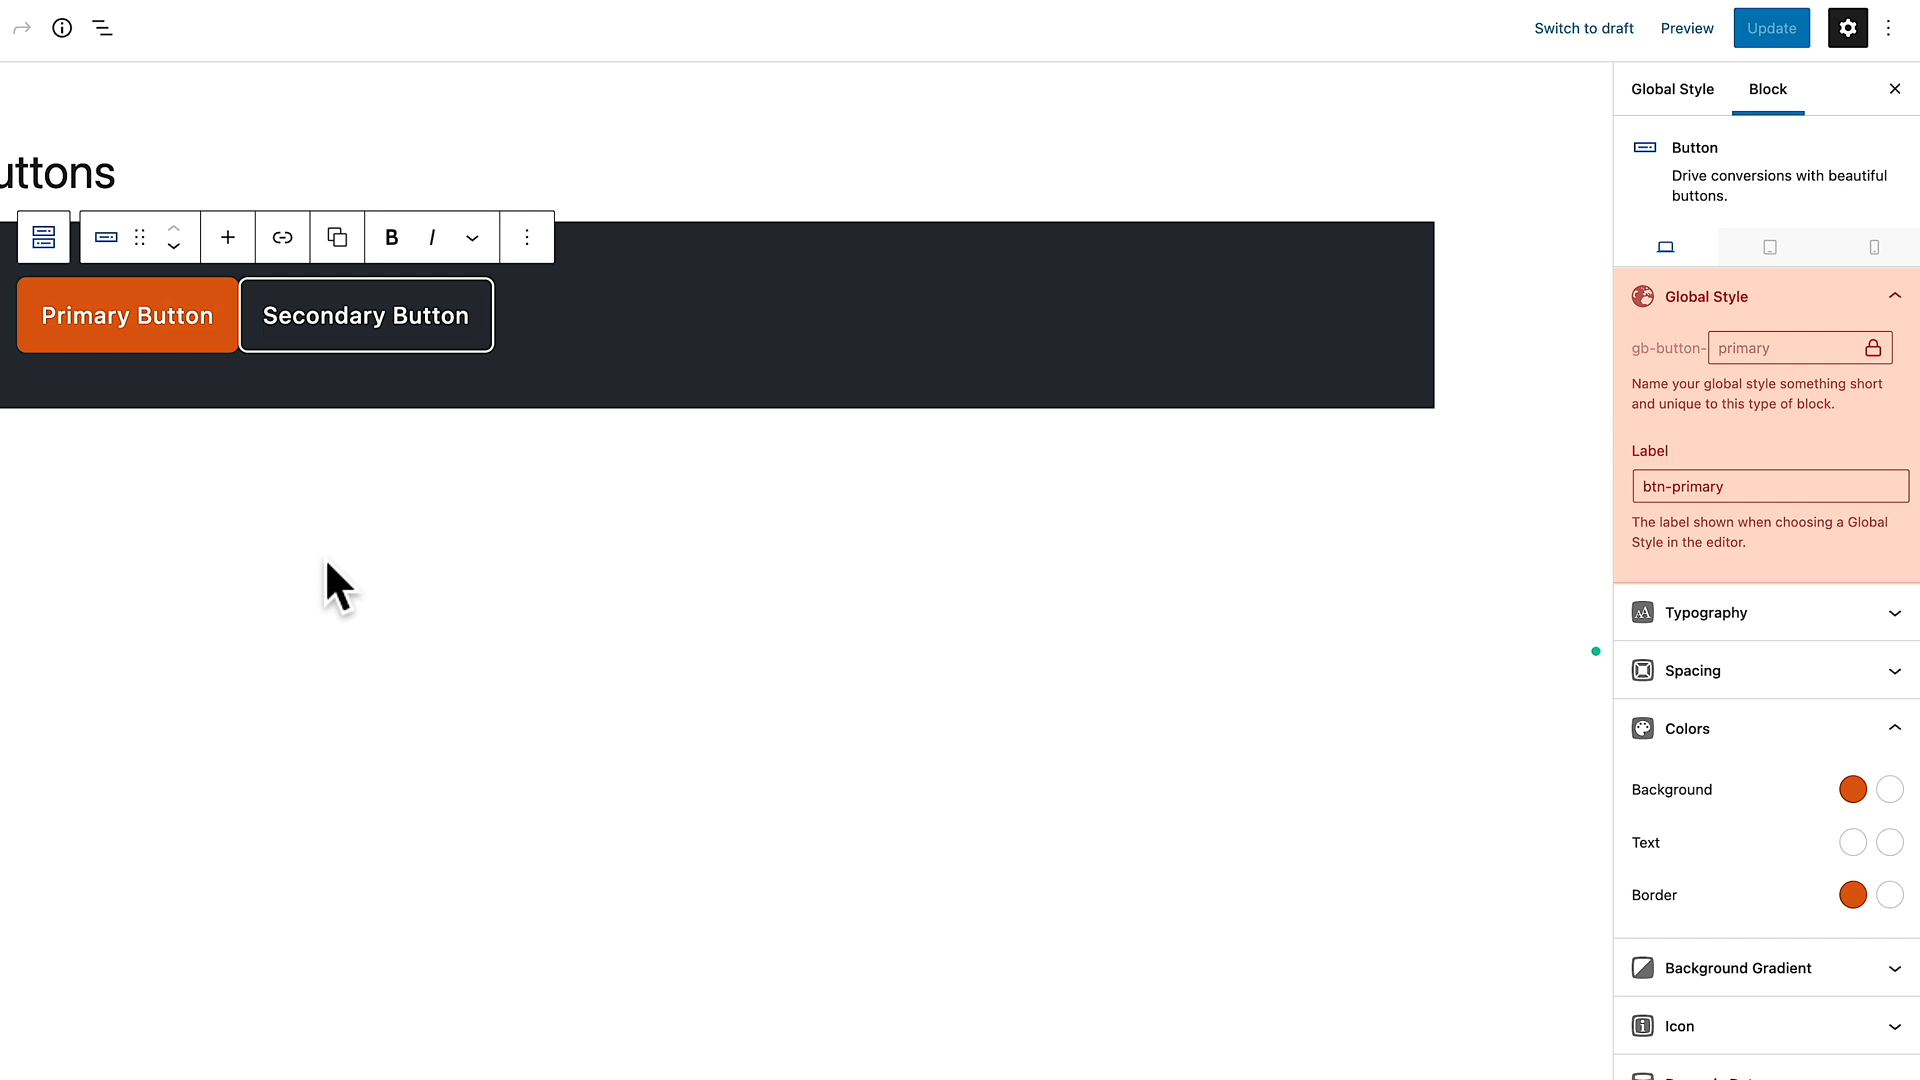 Switch to draft
Preview
Update
Global Style
Block
Button
Drive conversions with beautiful
buttons.
uttons
B I
Primary Button
Secondary Button
Global Style
gb-button-
primary
Name your global style something short
and unique to this type of block.
Label
btn-primary
The label shown when choosing a Global
Style in the editor.
Typography
Spacing
Colors
Background
Text
Border
Background Gradient
Icon